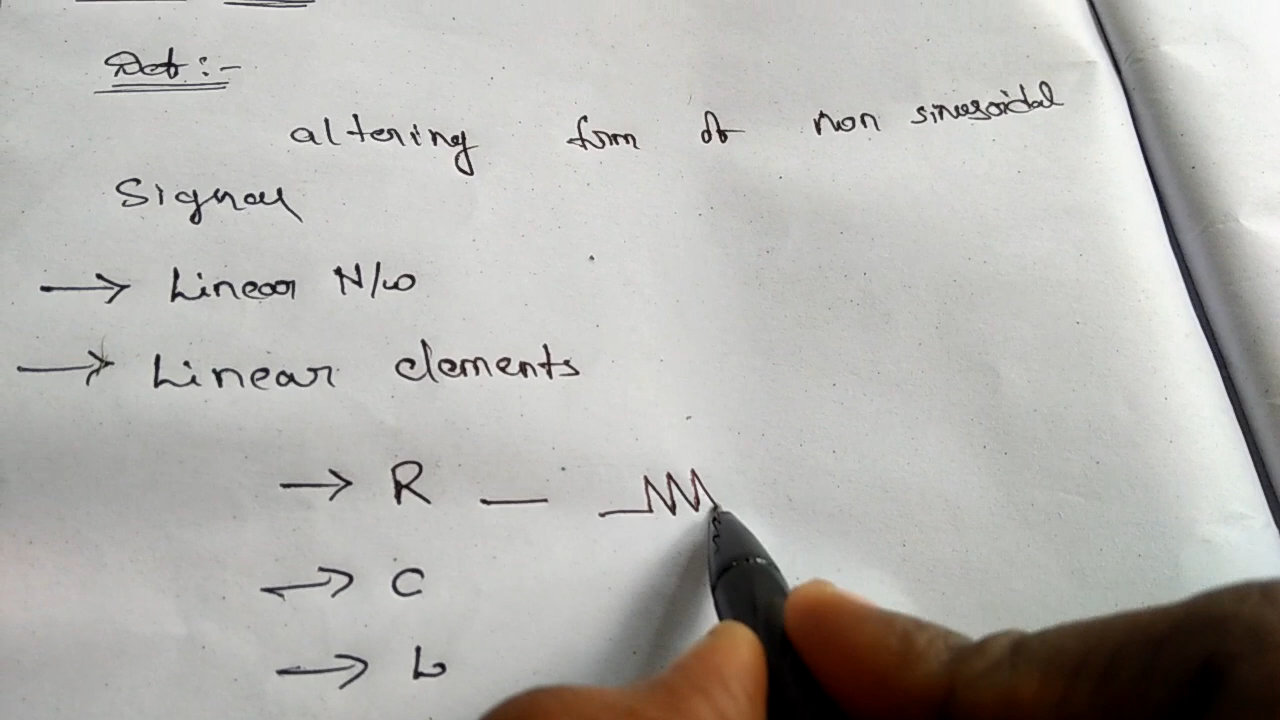 Def :-
altering form of non sinusoidal
Signal
→ Linear N/w
→ Linear elements
→ R —
→ C
→ L